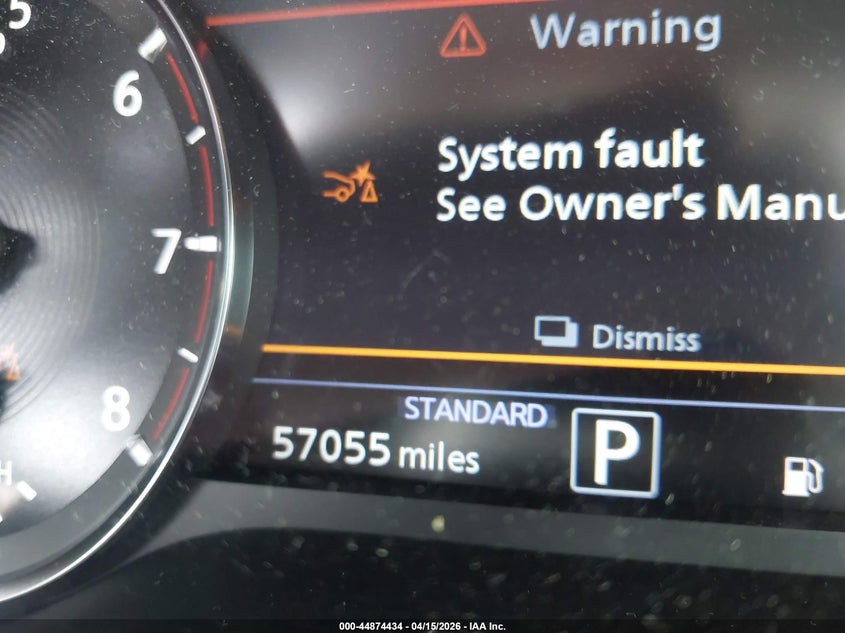 5
6
7
8
Warning
System fault
See Owner's Manu
Dismiss
STANDARD
57055 miles
P
H
000-44874434 - 04/15/2026 - IAA Inc.